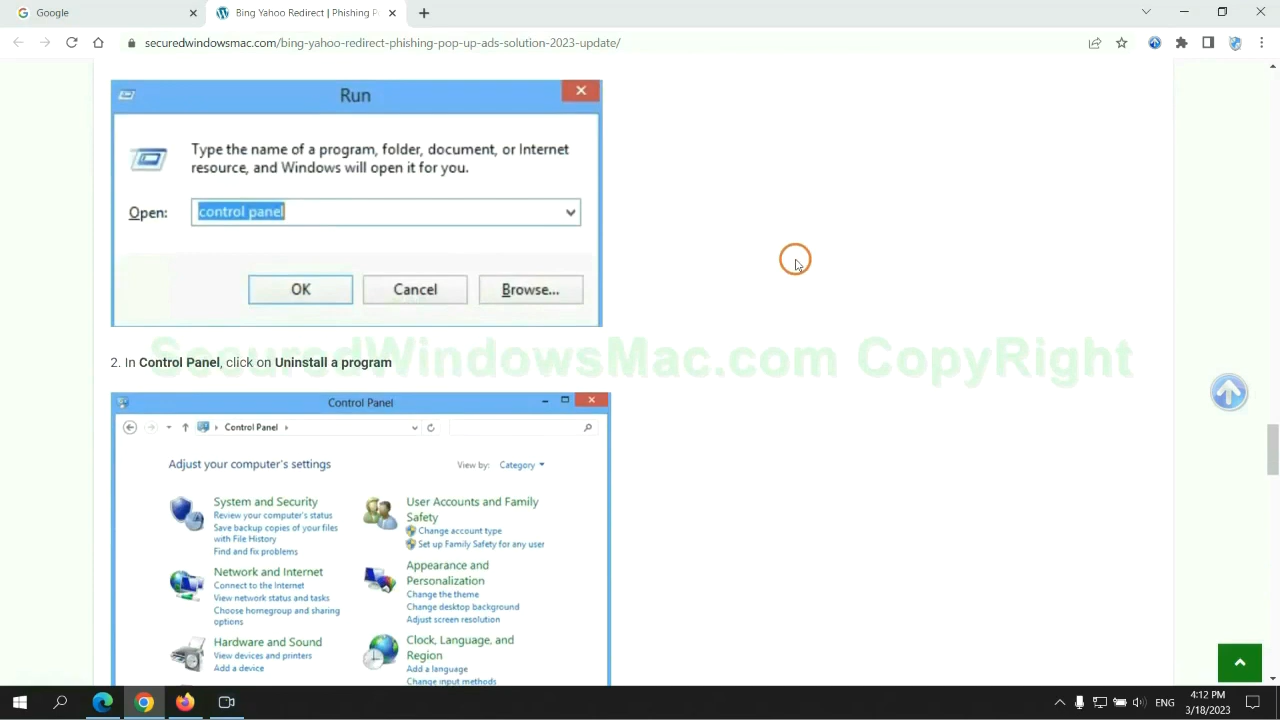 Google
Bing Yahoo Redirect | Phishing P
securedwindowsmac.com/bing-yahoo-redirect-phishing-pop-up-ads-solution-2023-update/
Run
Type the name of a program, folder, document, or Internet
resource, and Windows will open it for you.
Open:
control panel
OK
Cancel
Browse...
2. In Control Panel, click on Uninstall a program
SecuredWindowsMac.com CopyRight
Control Panel
Control Panel
Adjust your computer's settings
View by: Category
System and Security
Review your computer's status
Save backup copies of your files
with File History
Find and fix problems
User Accounts and Family
Safety
Change account type
Set up Family Safety for any user
Network and Internet
Connect to the Internet
View network status and tasks
Choose homegroup and sharing
options
Appearance and
Personalization
Change the theme
Change desktop background
Adjust screen resolution
Hardware and Sound
View devices and printers
Add a device
Clock, Language, and
Region
Add a language
Change input methods
ENG
4:12 PM
3/18/2023